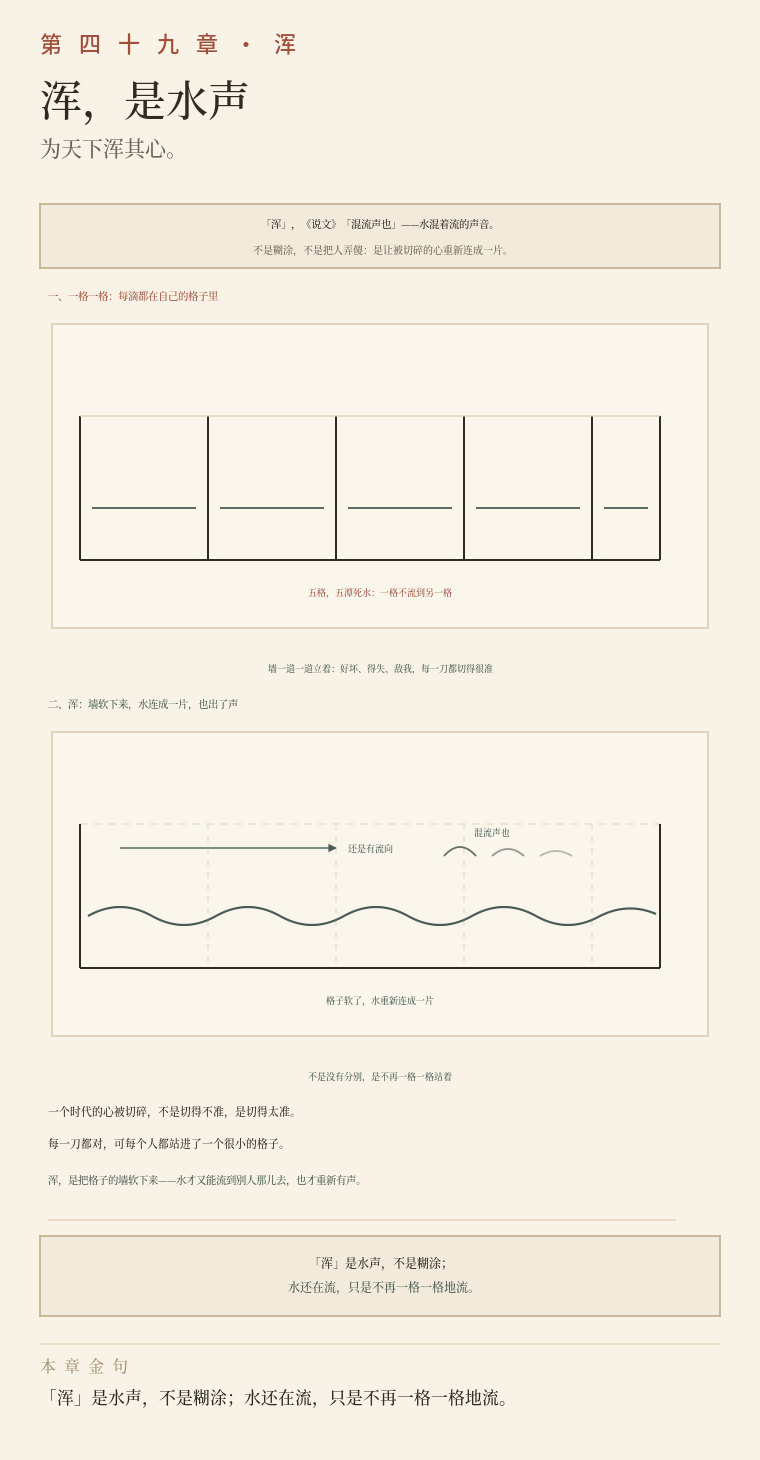 第四十九章·浑
浑，是水声
为天下浑其心。
「浑」，《说文》「混流声也」——水混着流的声音。
不是糊涂，不是把人弄傻：是让被切碎的心重新连成一片。
一、一格一格：每滴都在自己的格子里
五格，五潭死水：一格不流到另一格
墙一道一道立着：好坏、得失、敌我，每一刀都切得很准
二、浑：墙软下来，水连成一片，也出了声
混流声也
还是有流向
格子软了，水重新连成一片
不是没有分别，是不再一格一格站着
一个时代的心被切碎，不是切得不准，是切得太准。
每一刀都对，可每个人都站进了一个很小的格子。
浑，是把格子的墙软下来——水才又能流到别人那儿去，也才重新有声。
「浑」是水声，不是糊涂；
水还在流，只是不再一格一格地流。
本章金句
「浑」是水声，不是糊涂；水还在流，只是不再一格一格地流。